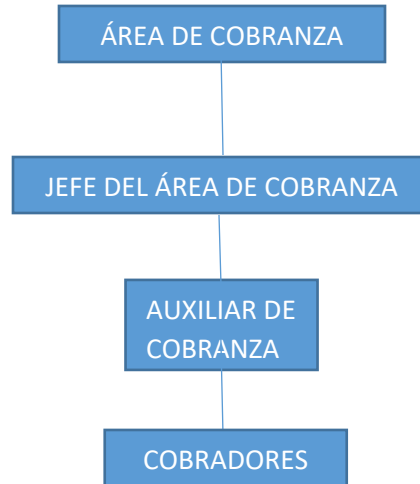 ÁREA DE COBRANZA
JEFE DEL ÁREA DE COBRANZA
AUXILIAR DE
COBRANZA
COBRADORES